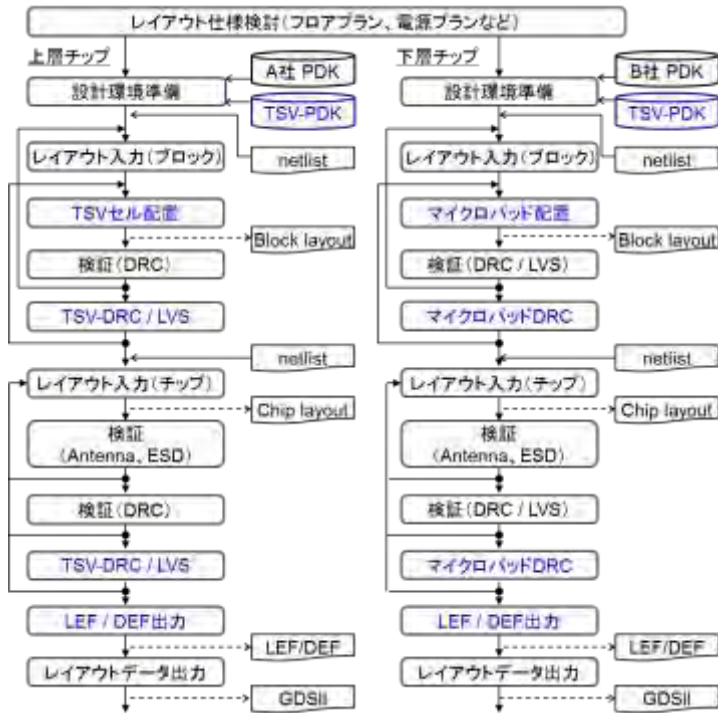 レイアウト仕様検討(フロアプラン、電源プランなど)
上層チップ
A社 PDK
設計環境準備
TSV-PDK
レイアウト入力(ブロック)
netlist
TSVセル配置
Block layout
検証(DRC)
TSV-DRC / LVS
netlist
レイアウト入力(チップ)
Chip layout
検証
(Antenna、ESD)
検証(DRC)
TSV-DRC / LVS
LEF / DEF出力
LEF/DEF
レイアウトデータ出力
GDSII
下層チップ
B社 PDK
設計環境準備
TSV-PDK
レイアウト入力(ブロック)
netlist
マイクロパッド配置
Block layout
検証(DRC / LVS)
マイクロパッドDRC
netlist
レイアウト入力(チップ)
Chip layout
検証
(Antenna、ESD)
検証(DRC / LVS)
マイクロパッドDRC
LEF / DEF出力
LEF/DEF
レイアウトデータ出力
GDSII